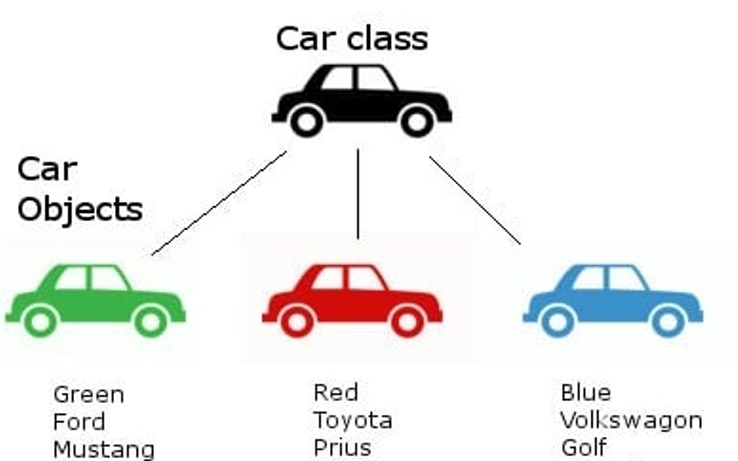 Car class
Car
Objects
Green
Ford
Mustang
Red
Toyota
Prius
Blue
Volkswagon
Golf